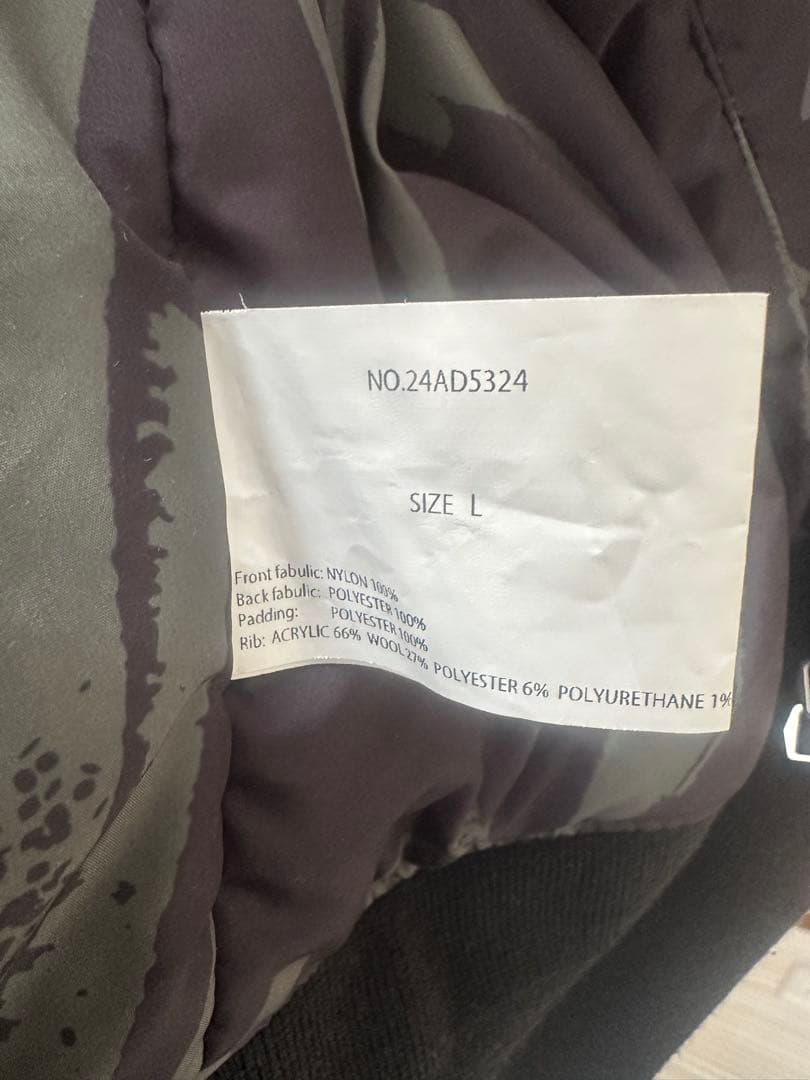 NO.24AD5324
SIZE L
Front fabulic: NYLON 100%
Back fabulic: POLYESTER 100%
Padding: POLYESTER 100%
Rib: ACRYLIC 66% WOOL 27% POLYESTER 6% POLYURETHANE 1%